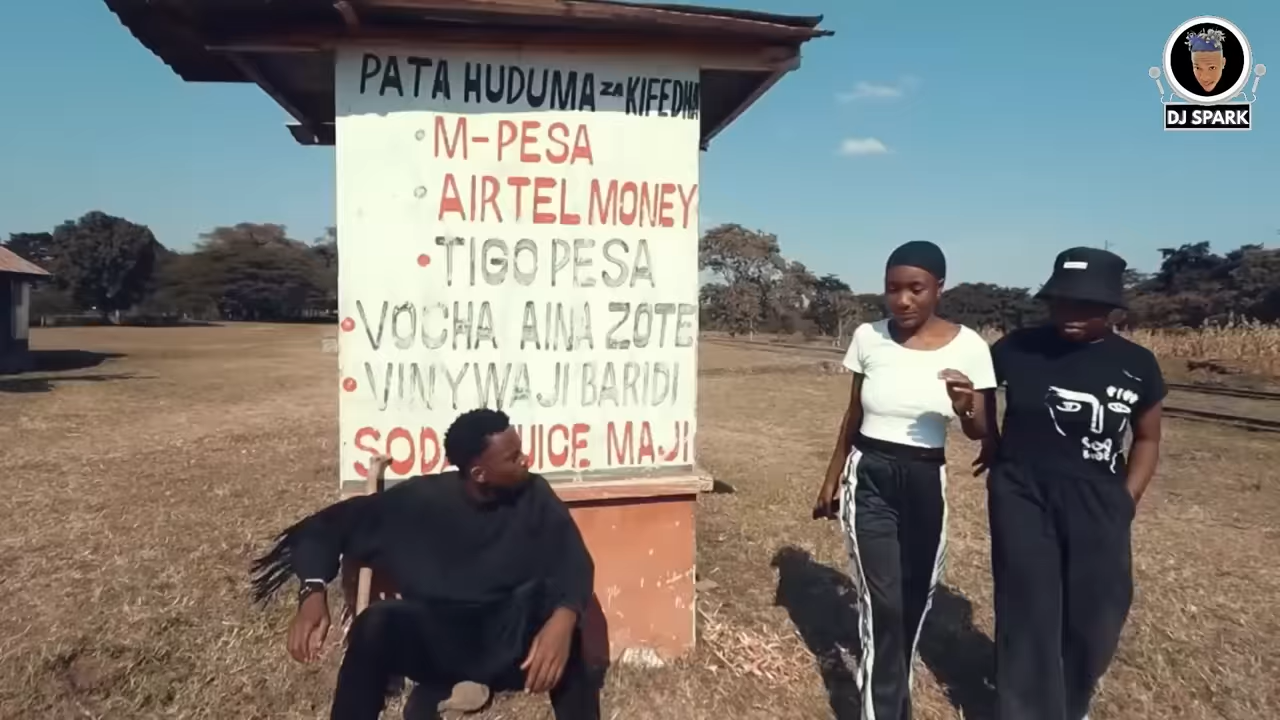 PATA HUDUMA ZA KIFEDHA
M-PESA
AIRTEL MONEY
TIGO PESA
VOCHA AINA ZOTE
VINYWAJI BARIDI
SODA JUICE MAJI
DJ SPARK